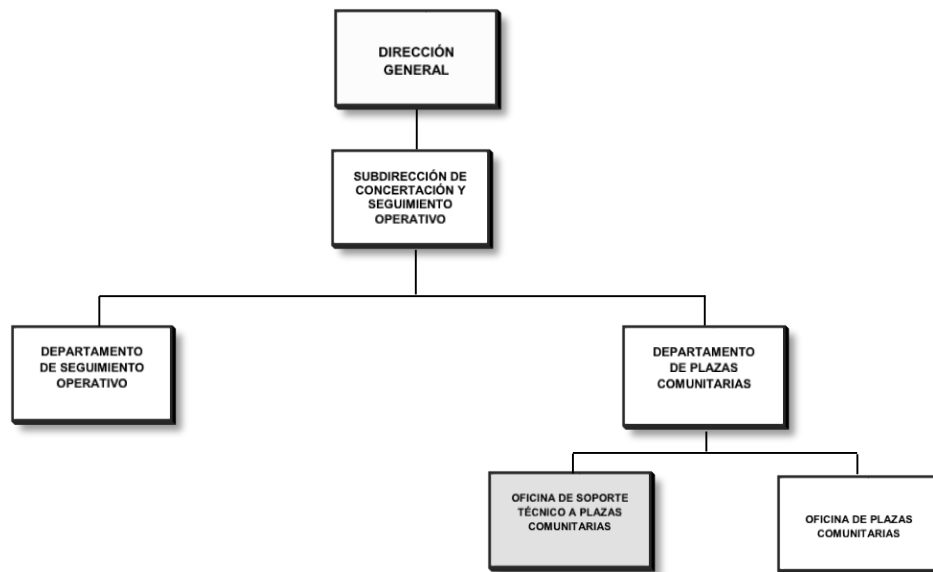 DIRECCIÓN
GENERAL
SUBDIRECCIÓN DE
CONCERTACIÓN Y
SEGUIMIENTO
OPERATIVO
DEPARTAMENTO
DE SEGUIMIENTO
OPERATIVO
DEPARTAMENTO
DE PLAZAS
COMUNITARIAS
OFICINA DE SOPORTE
TÉCNICO A PLAZAS
COMUNITARIAS
OFICINA DE PLAZAS
COMUNITARIAS